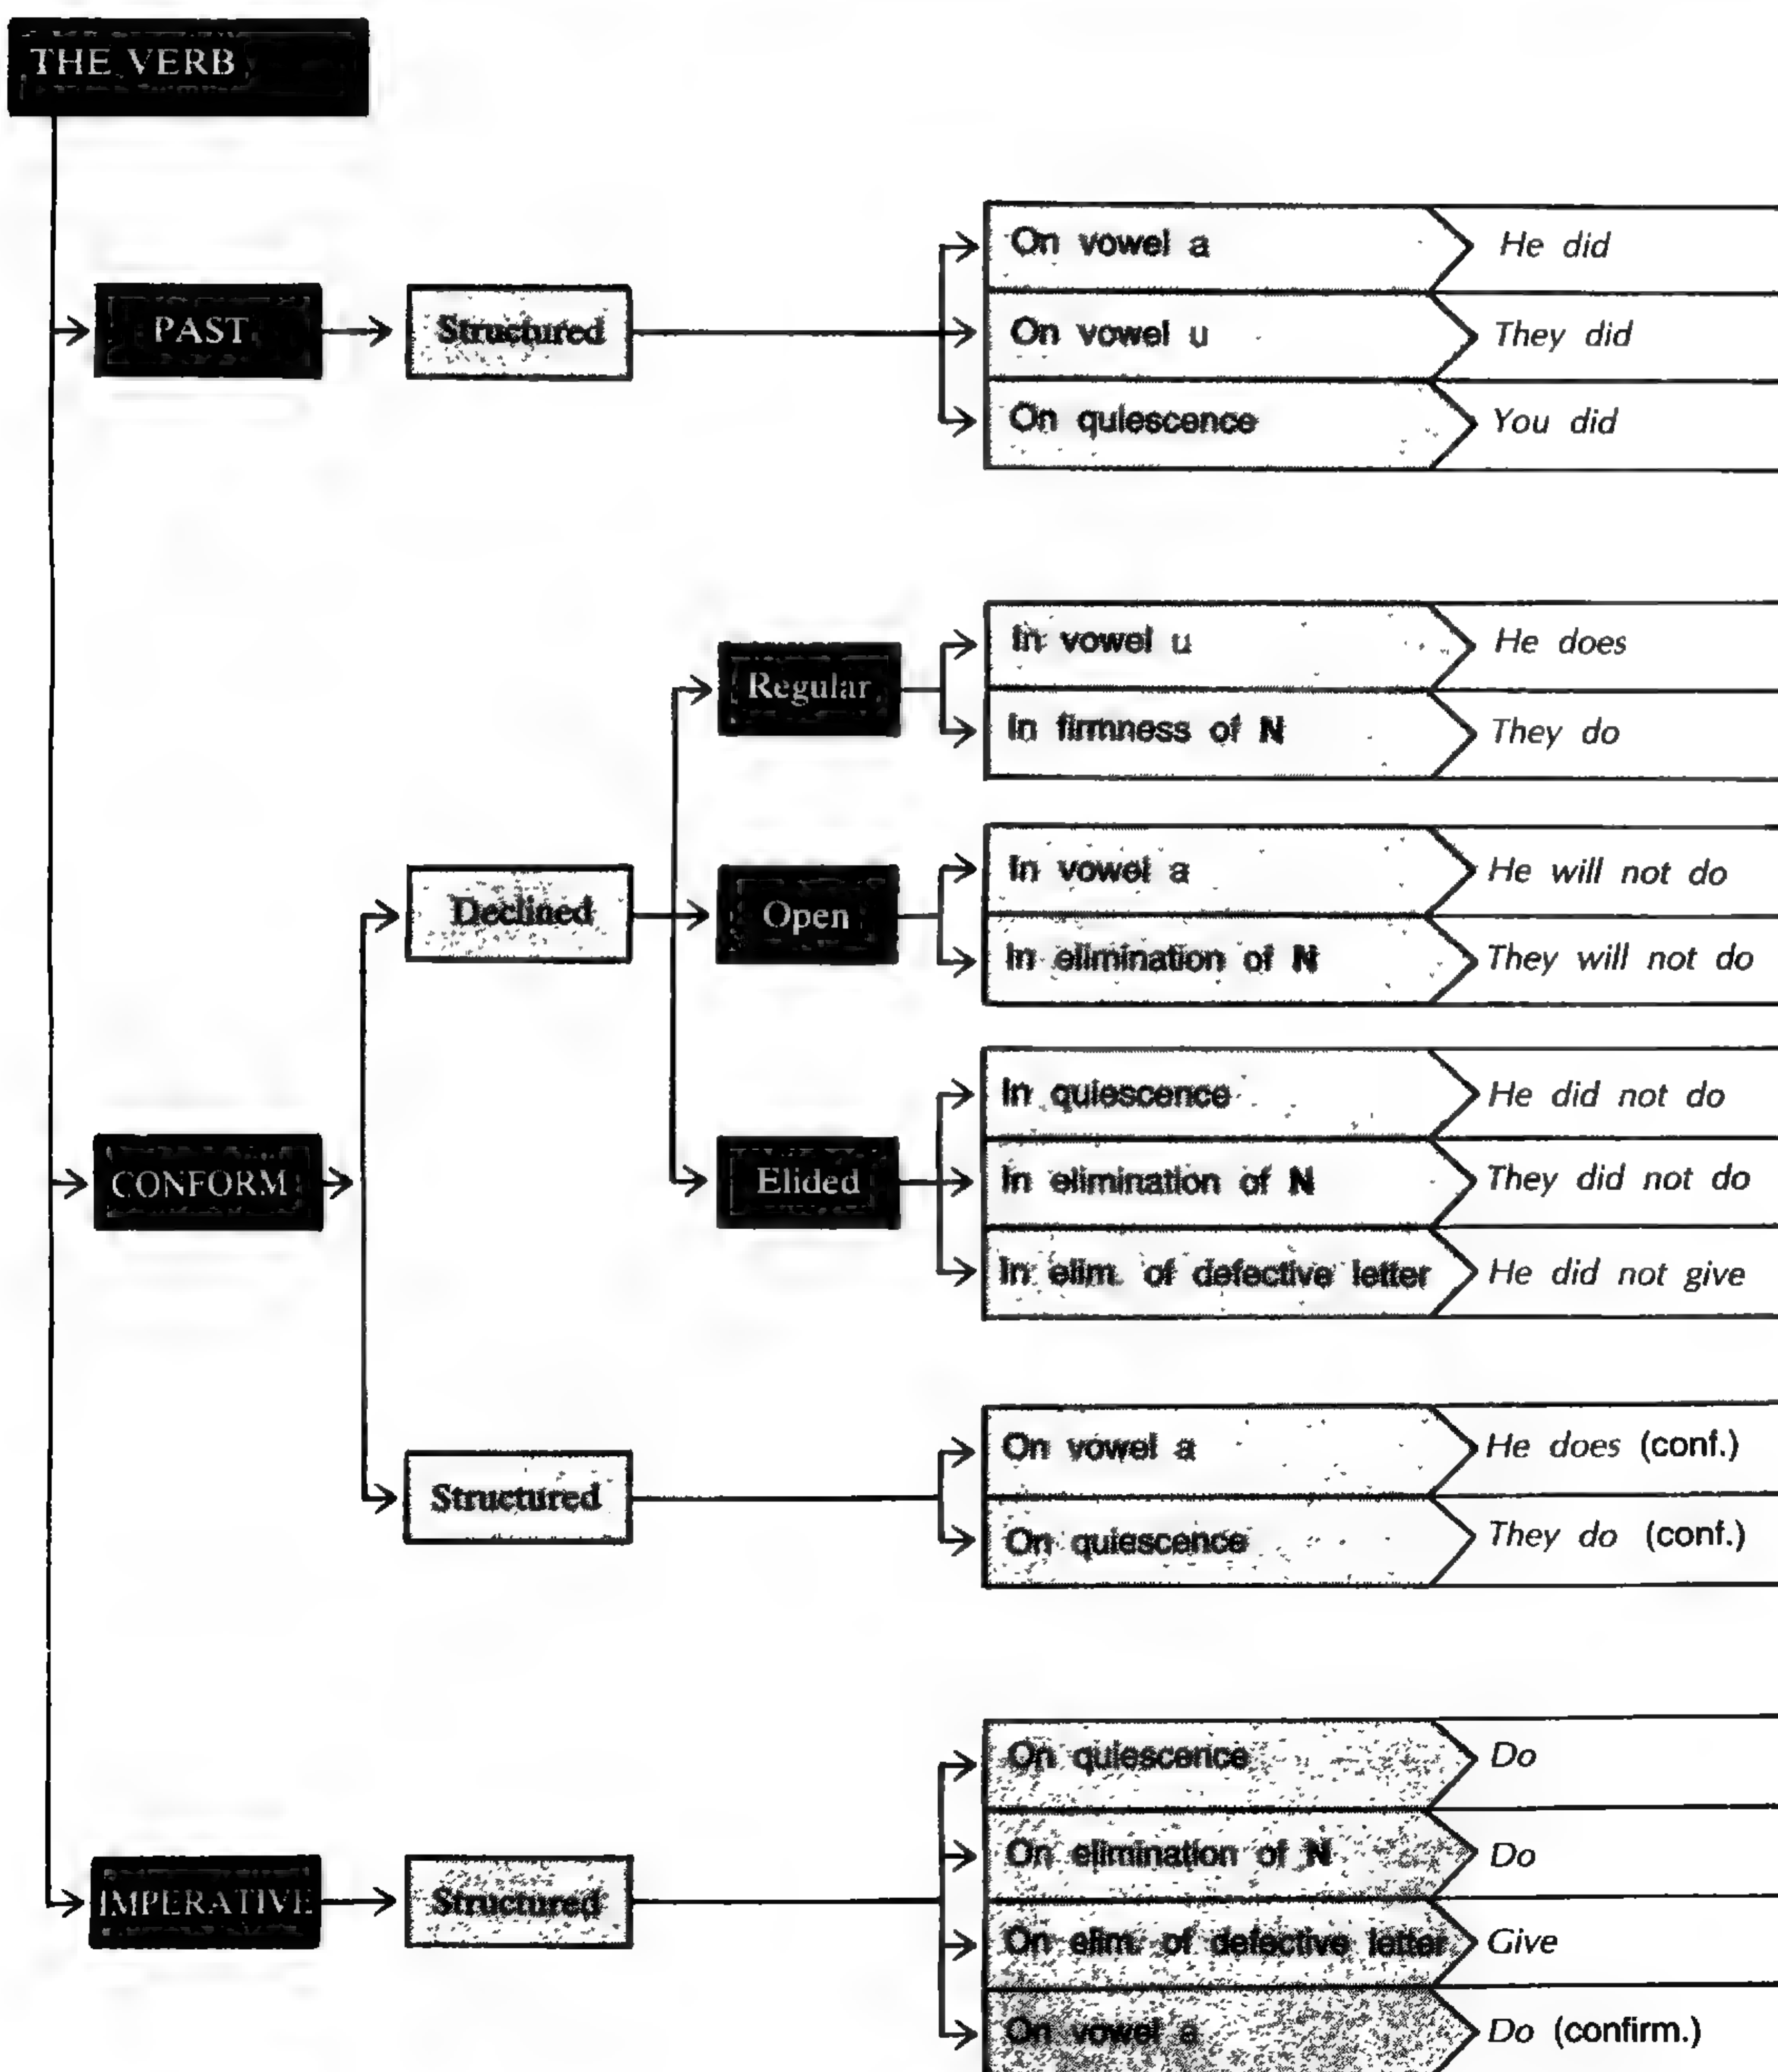 THE VERB
PAST
Structured
On vowel a
He did
On vowel u
They did
On quiescence
You did
CONFORM
Declined
Regular
In vowel u
He does
In firmness of N
They do
Open
In vowel a
He will not do
In elimination of N
They will not do
Elided
In quiescence
He did not do
In elimination of N
They did not do
In elim. of defective letter
He did not give
Structured
On vowel a
He does (conf.)
On quiescence
They do (conf.)
IMPERATIVE
Structured
On quiescence
Do
On elimination of N
Do
On elim. of defective letter
Give
On vowel a
Do (confirm.)